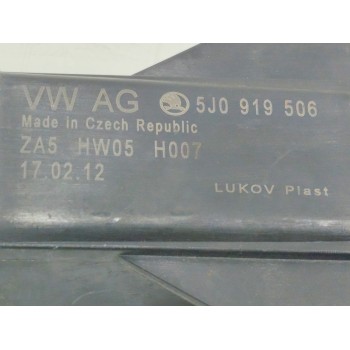 VW AG 5J0 919 506
Made in Czech Republic
ZA5 HW05 H007
17.02.12
LUKOV Plast